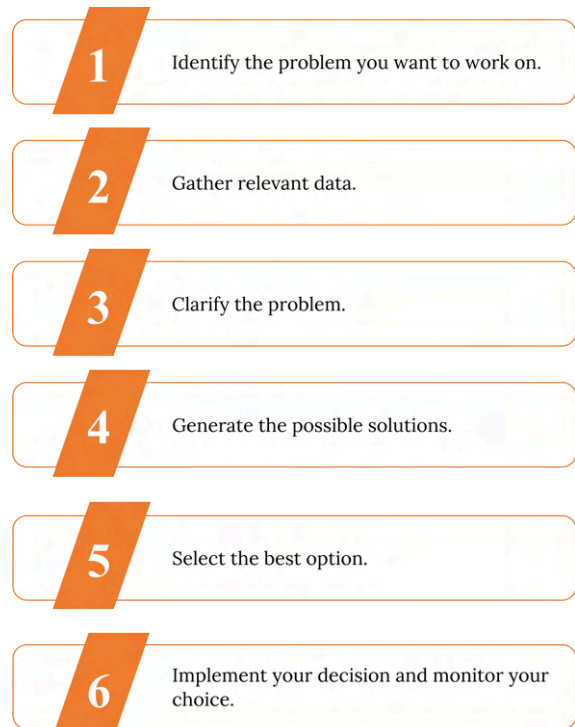 1
Identify the problem you want to work on.
2
Gather relevant data.
3
Clarify the problem.
4
Generate the possible solutions.
5
Select the best option.
6
Implement your decision and monitor your
choice.